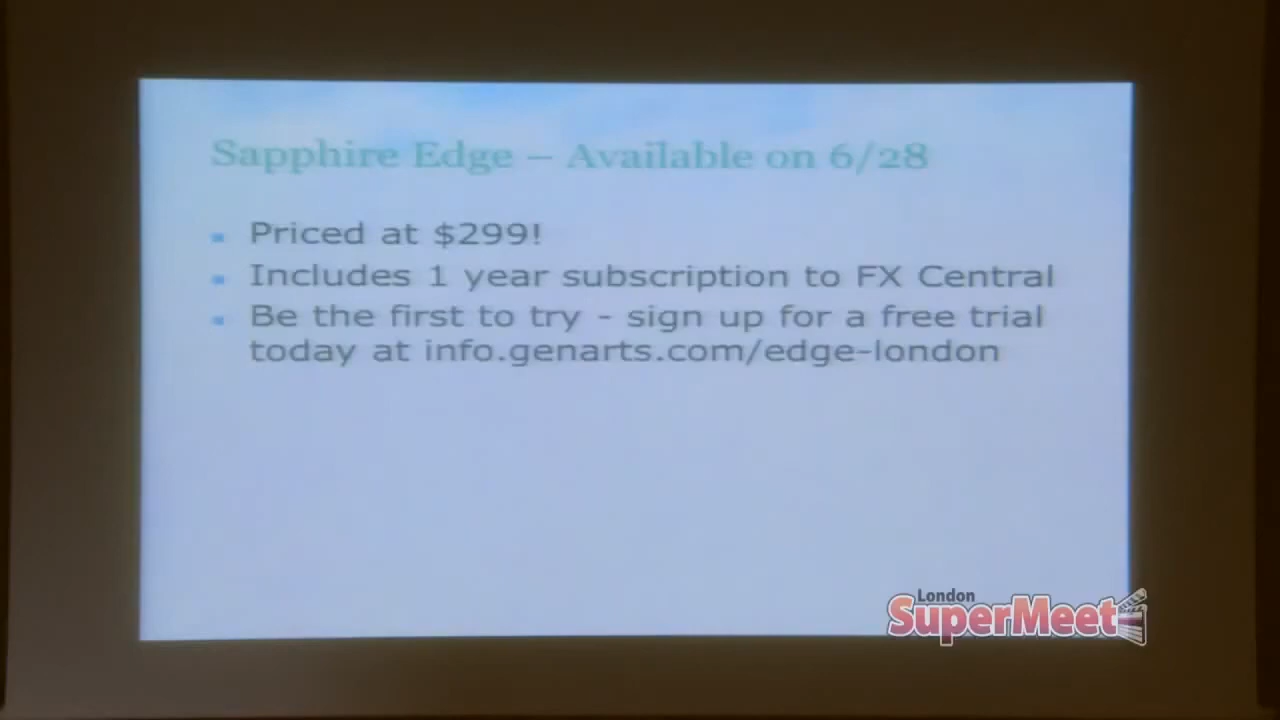 Sapphire Edge – Available on 6/28
Priced at $299!
Includes 1 year subscription to FX Central
Be the first to try - sign up for a free trial
today at info.genarts.com/edge-london
London
SuperMeet